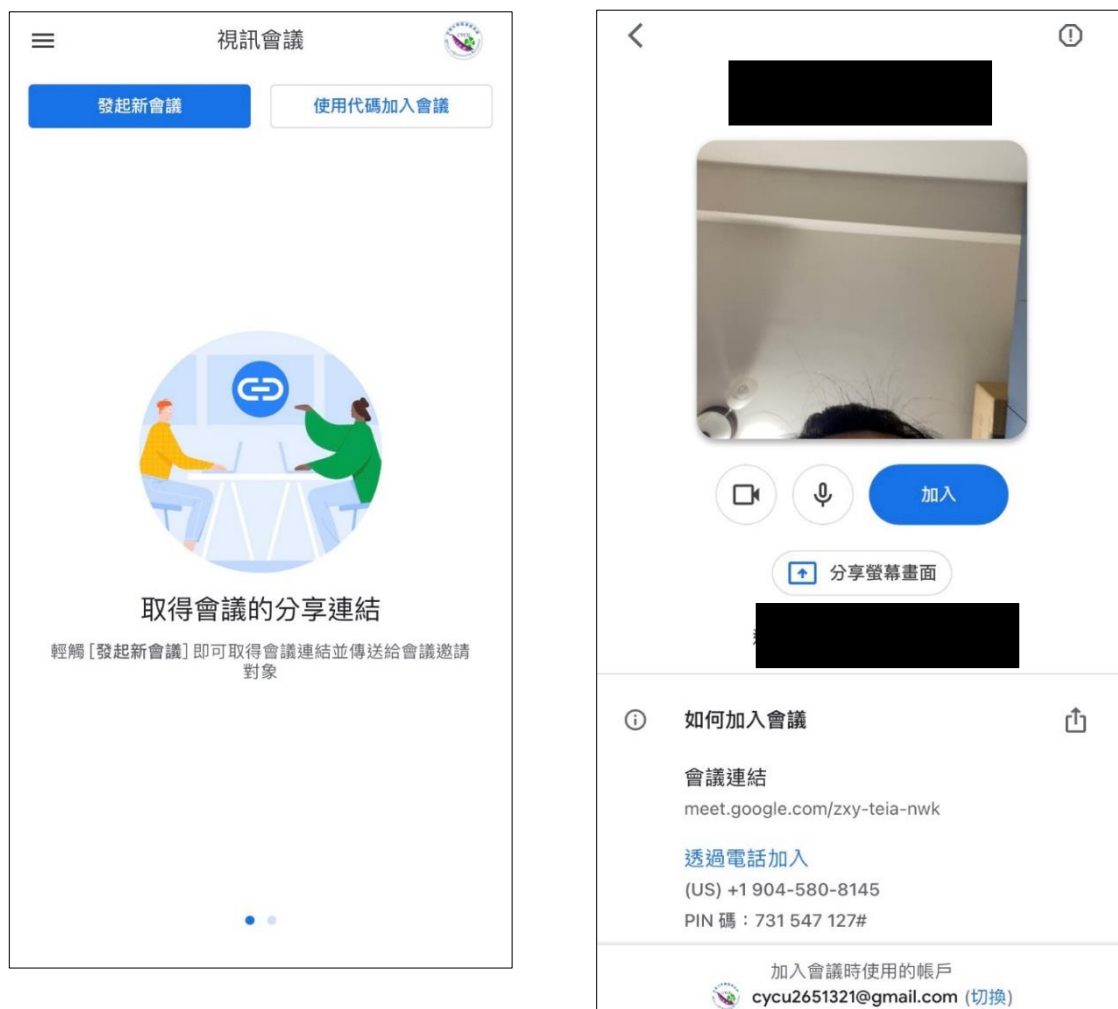 視訊會議
發起新會議
使用代碼加入會議
取得會議的分享連結
輕觸 [發起新會議] 即可取得會議連結並傳送給會議邀請
對象
加入
分享螢幕畫面
如何加入會議
會議連結
meet.google.com/zxy-teia-nwk
透過電話加入
(US) +1 904-580-8145
PIN 碼：731 547 127#
加入會議時使用的帳戶
cycu2651321@gmail.com (切換)